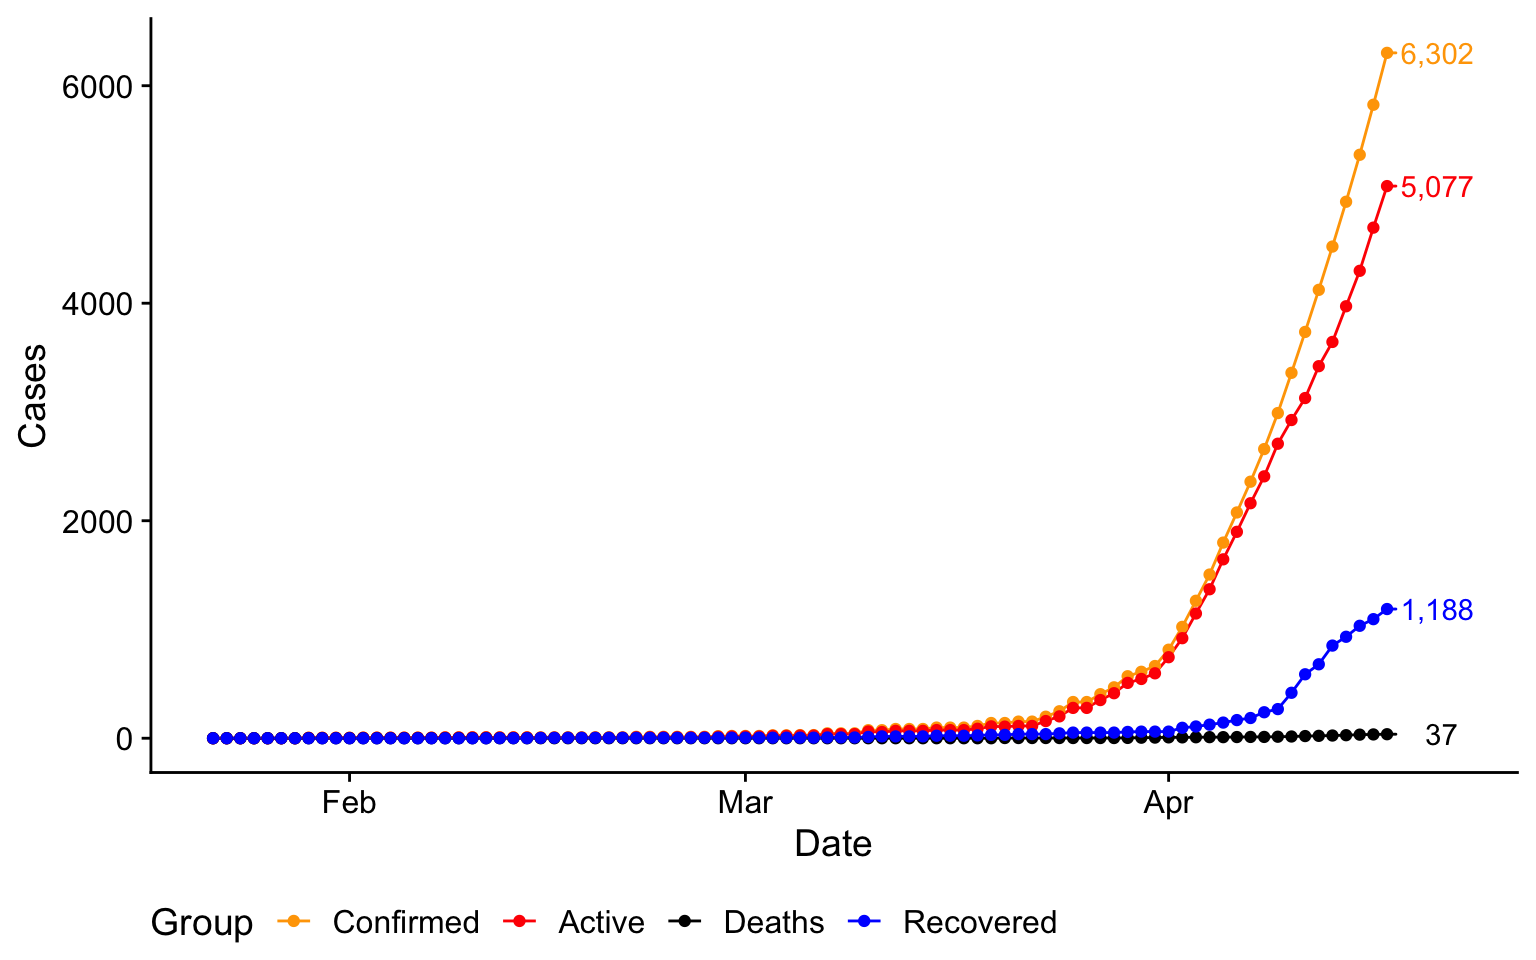 6,302
6000
5,077
4000
Cases
2000
1,188
0
37
Feb Mar Apr
Date
Group Confirmed Active Deaths Recovered